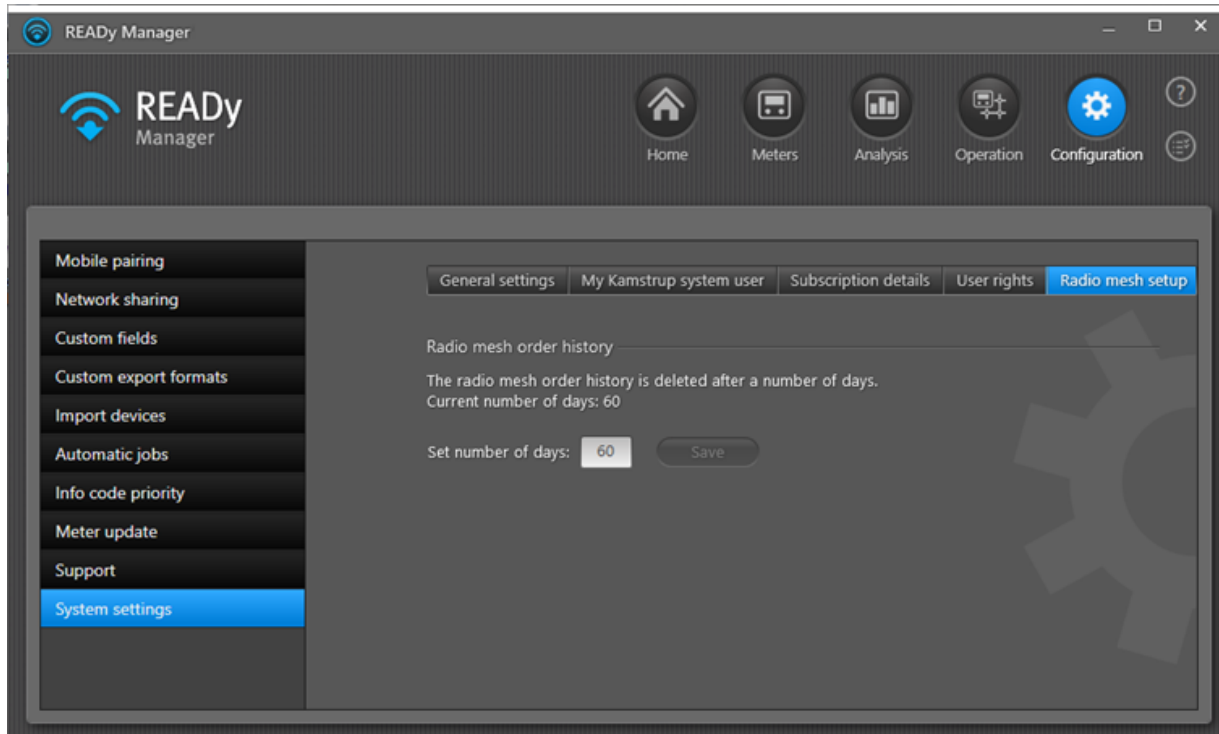 READy Manager
READy
Manager
Home
Meters
Analysis
Operation
Configuration
?
Mobile pairing
Network sharing
Custom fields
Custom export formats
Import devices
Automatic jobs
Info code priority
Meter update
Support
System settings
General settings
My Kamstrup system user
Subscription details
User rights
Radio mesh setup
Radio mesh order history
The radio mesh order history is deleted after a number of days.
Current number of days: 60
Set number of days: 60 Save